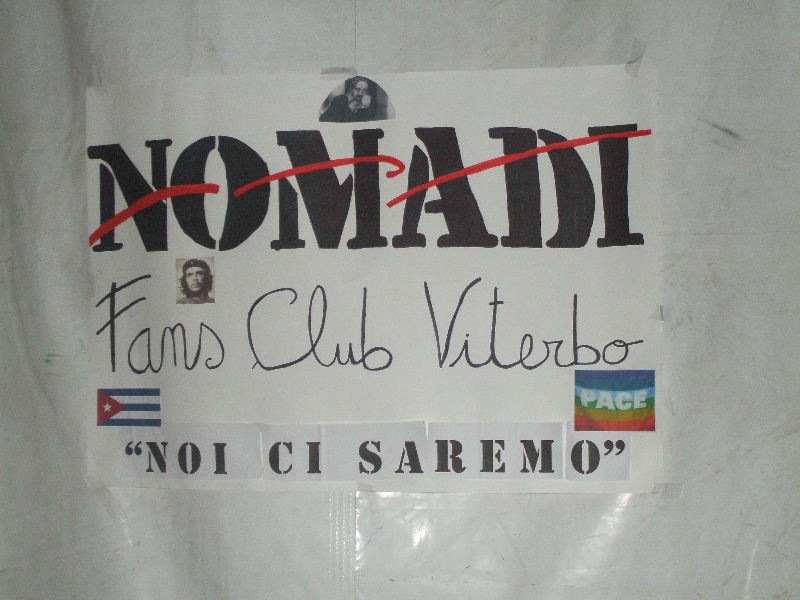 NOMADI
Fans Club Viterbo
PACE
"NOI CI SAREMO"